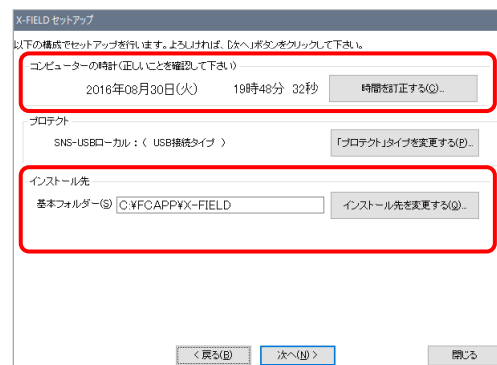 X-FIELD セットアップ
以下の構成でセットアップを行います。よろしければ、[次へ]ボタンをクリックして下さい。
コンピューターの時計(正しいことを確認して下さい)
2016年08月30日(火) 19時48分 32秒 時間を訂正する(C)...
プロテクト
SNS-USBローカル:( USB接続タイプ ) 「プロテクト」タイプを変更する(P)...
インストール先
基本フォルダー(S) C:¥FCAPP¥X-FIELD インストール先を変更する(Q)...
< 戻る(B) 次へ(N) > 閉じる